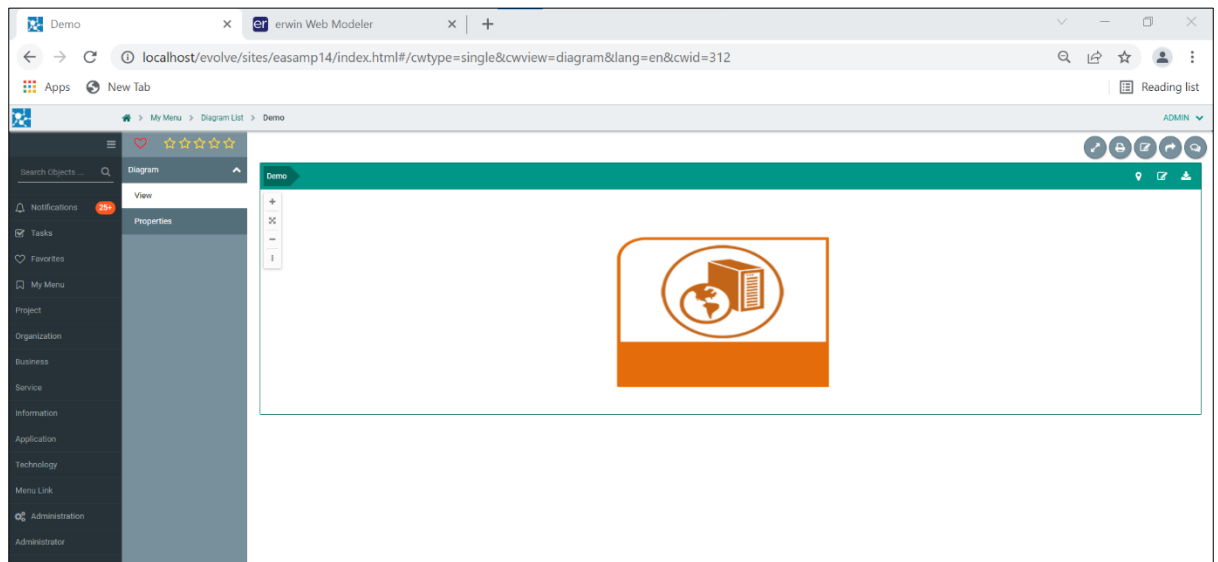 Demo
er erwin Web Modeler
localhost/evolve/sites/easamp14/index.html#/cwtype=single&cwview=diagram&lang=en&cwid=312
Apps
New Tab
Reading list
My Menu > Diagram List > Demo
ADMIN
Search Objects ...
Notifications 25+
Tasks
Favorites
My Menu
Project
Organization
Business
Service
Information
Application
Technology
Menu Link
Administration
Administrator
Diagram
View
Properties
Demo